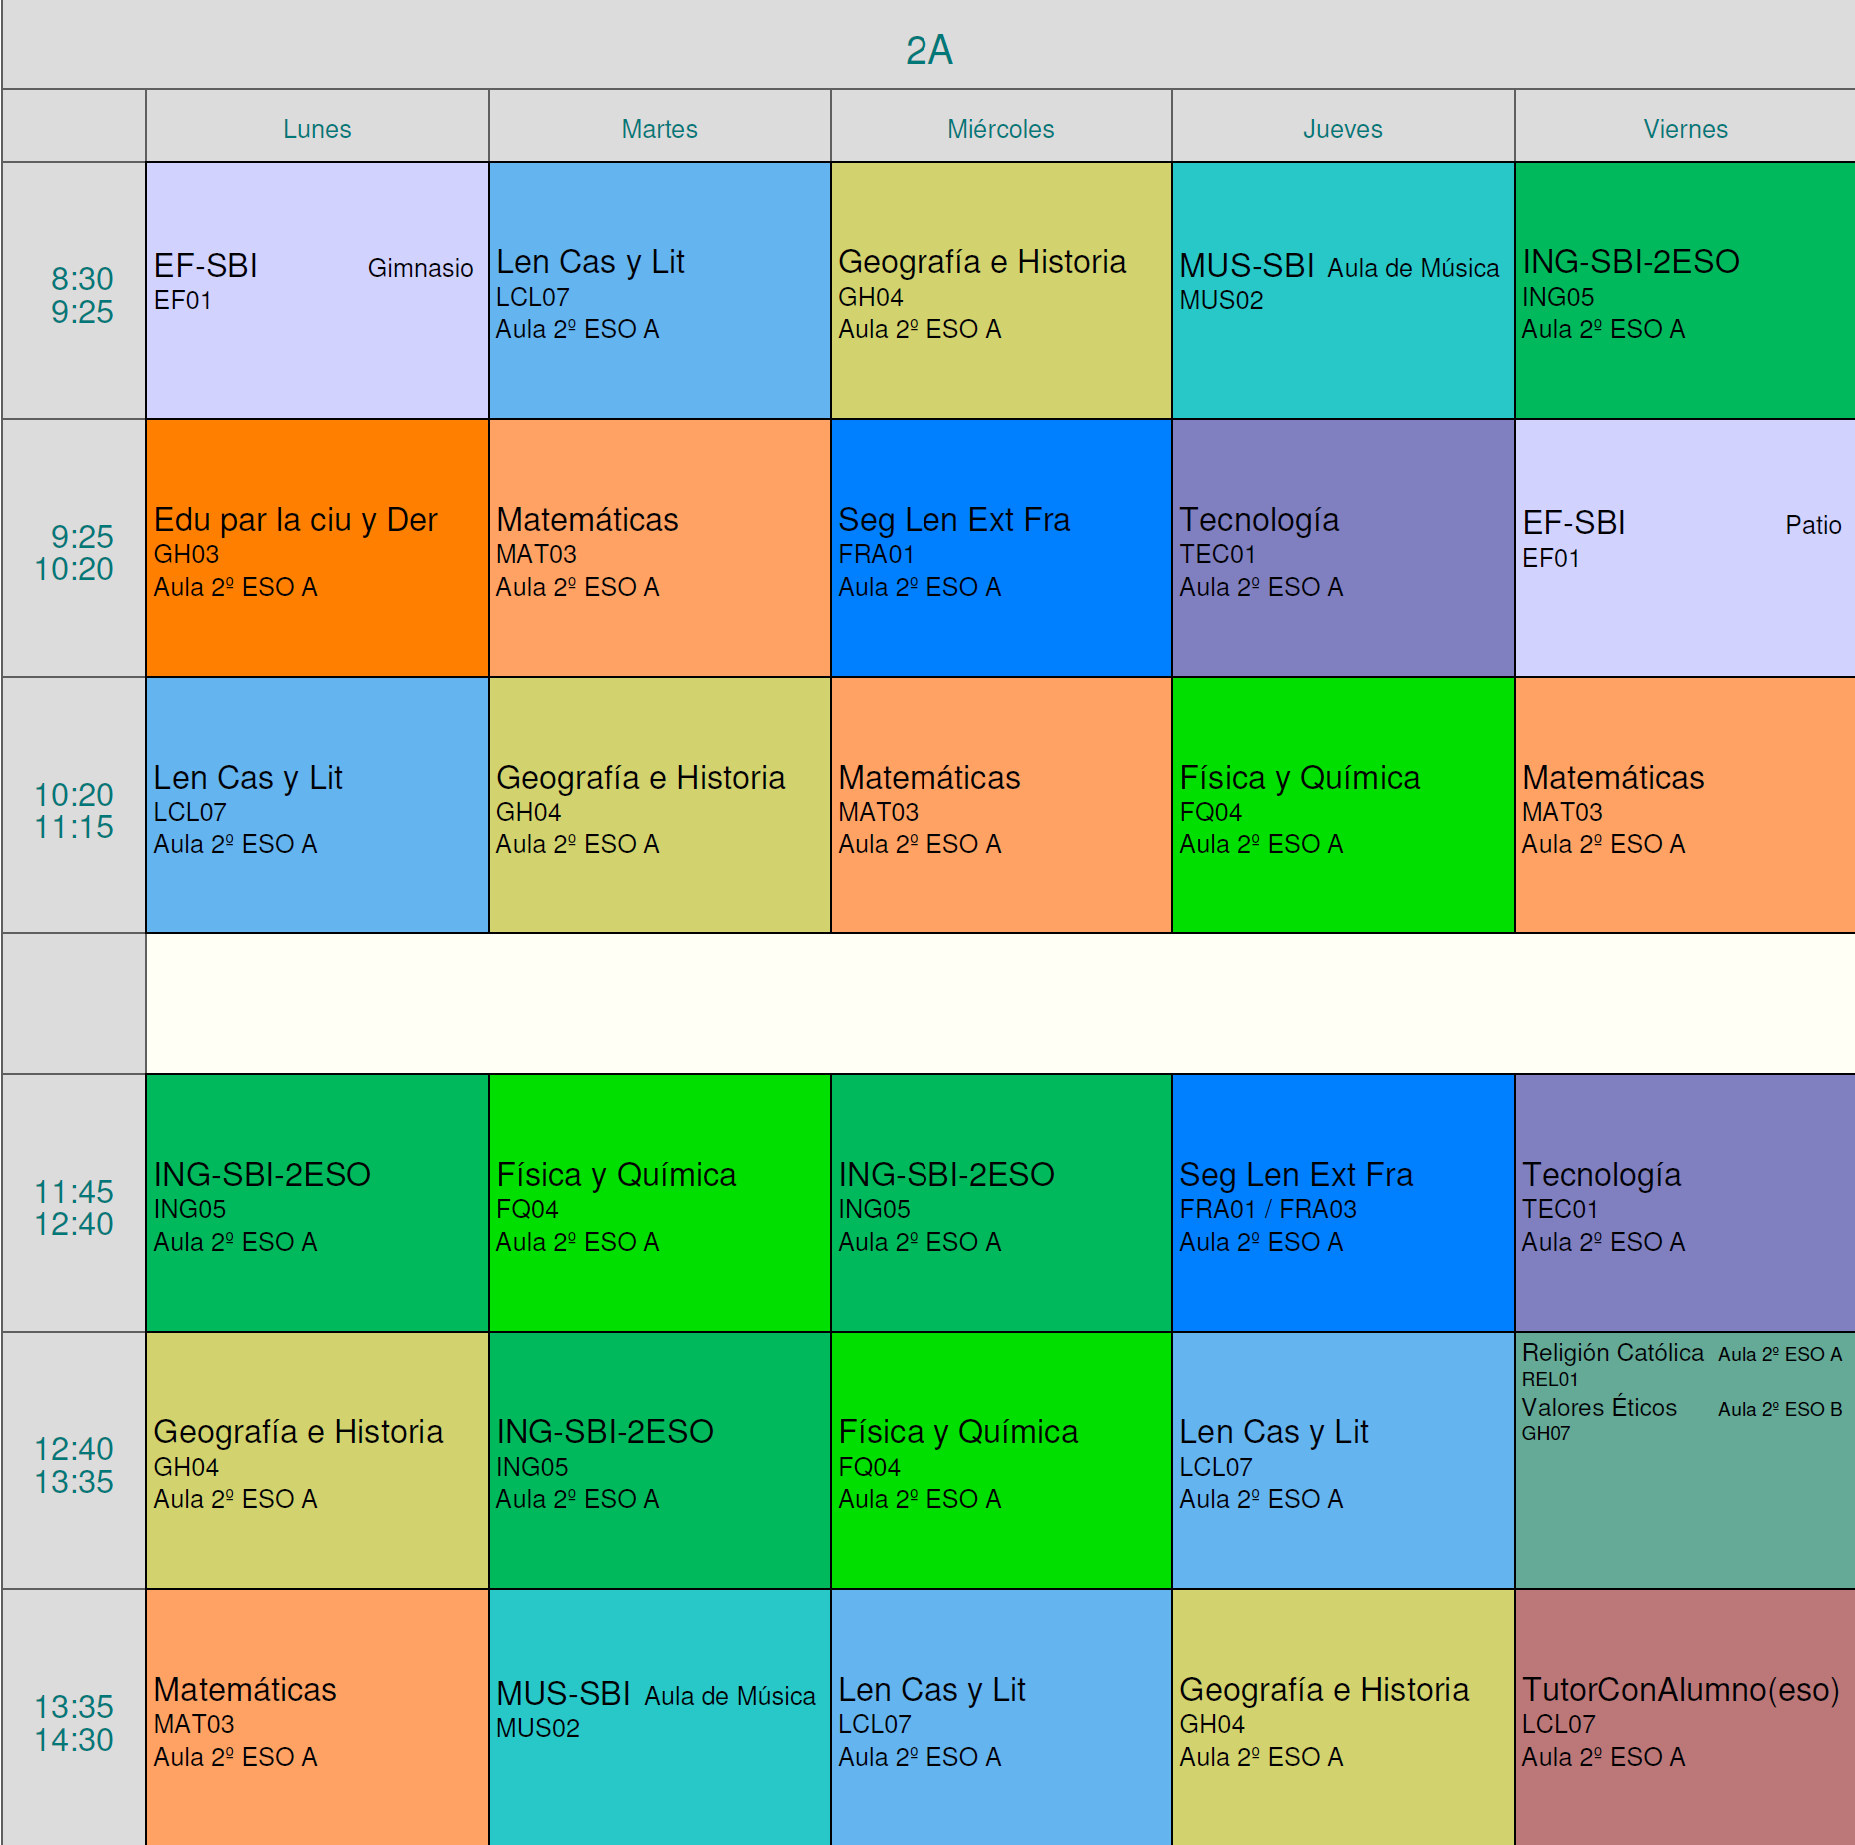 2A
Lunes Martes Miércoles Jueves Viernes
8:30
9:25
EF-SBI Gimnasio
EF01
Len Cas y Lit
LCL07
Aula 2º ESO A
Geografía e Historia
GH04
Aula 2º ESO A
MUS-SBI Aula de Música
MUS02
ING-SBI-2ESO
ING05
Aula 2º ESO A
9:25
10:20
Edu par la ciu y Der
GH03
Aula 2º ESO A
Matemáticas
MAT03
Aula 2º ESO A
Seg Len Ext Fra
FRA01
Aula 2º ESO A
Tecnología
TEC01
Aula 2º ESO A
EF-SBI Patio
EF01
10:20
11:15
Len Cas y Lit
LCL07
Aula 2º ESO A
Geografía e Historia
GH04
Aula 2º ESO A
Matemáticas
MAT03
Aula 2º ESO A
Física y Química
FQ04
Aula 2º ESO A
Matemáticas
MAT03
Aula 2º ESO A
11:45
12:40
ING-SBI-2ESO
ING05
Aula 2º ESO A
Física y Química
FQ04
Aula 2º ESO A
ING-SBI-2ESO
ING05
Aula 2º ESO A
Seg Len Ext Fra
FRA01 / FRA03
Aula 2º ESO A
Tecnología
TEC01
Aula 2º ESO A
12:40
13:35
Geografía e Historia
GH04
Aula 2º ESO A
ING-SBI-2ESO
ING05
Aula 2º ESO A
Física y Química
FQ04
Aula 2º ESO A
Len Cas y Lit
LCL07
Aula 2º ESO A
Religión Católica Aula 2º ESO A
REL01
Valores Éticos Aula 2º ESO B
GH07
13:35
14:30
Matemáticas
MAT03
Aula 2º ESO A
MUS-SBI Aula de Música
MUS02
Len Cas y Lit
LCL07
Aula 2º ESO A
Geografía e Historia
GH04
Aula 2º ESO A
TutorConAlumno(eso)
LCL07
Aula 2º ESO A